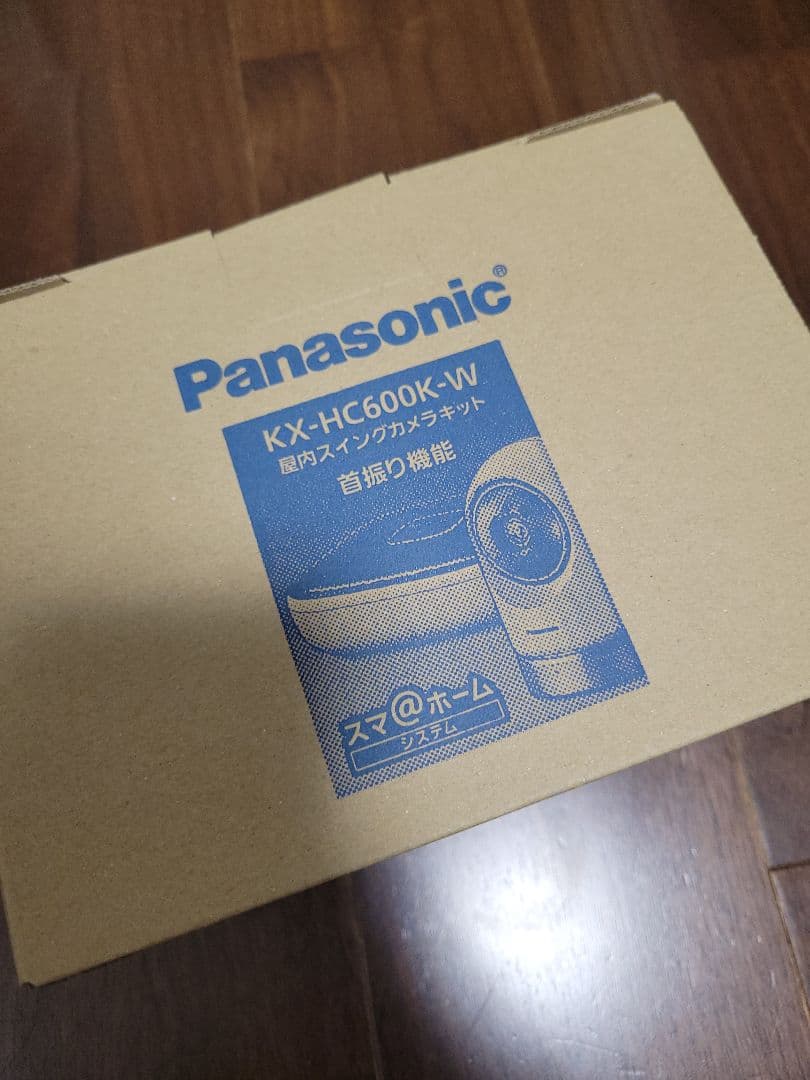 Panasonic®
KX-HC600K-W
屋内スイングカメラキット
首振り機能
スマ@ホーム
システム